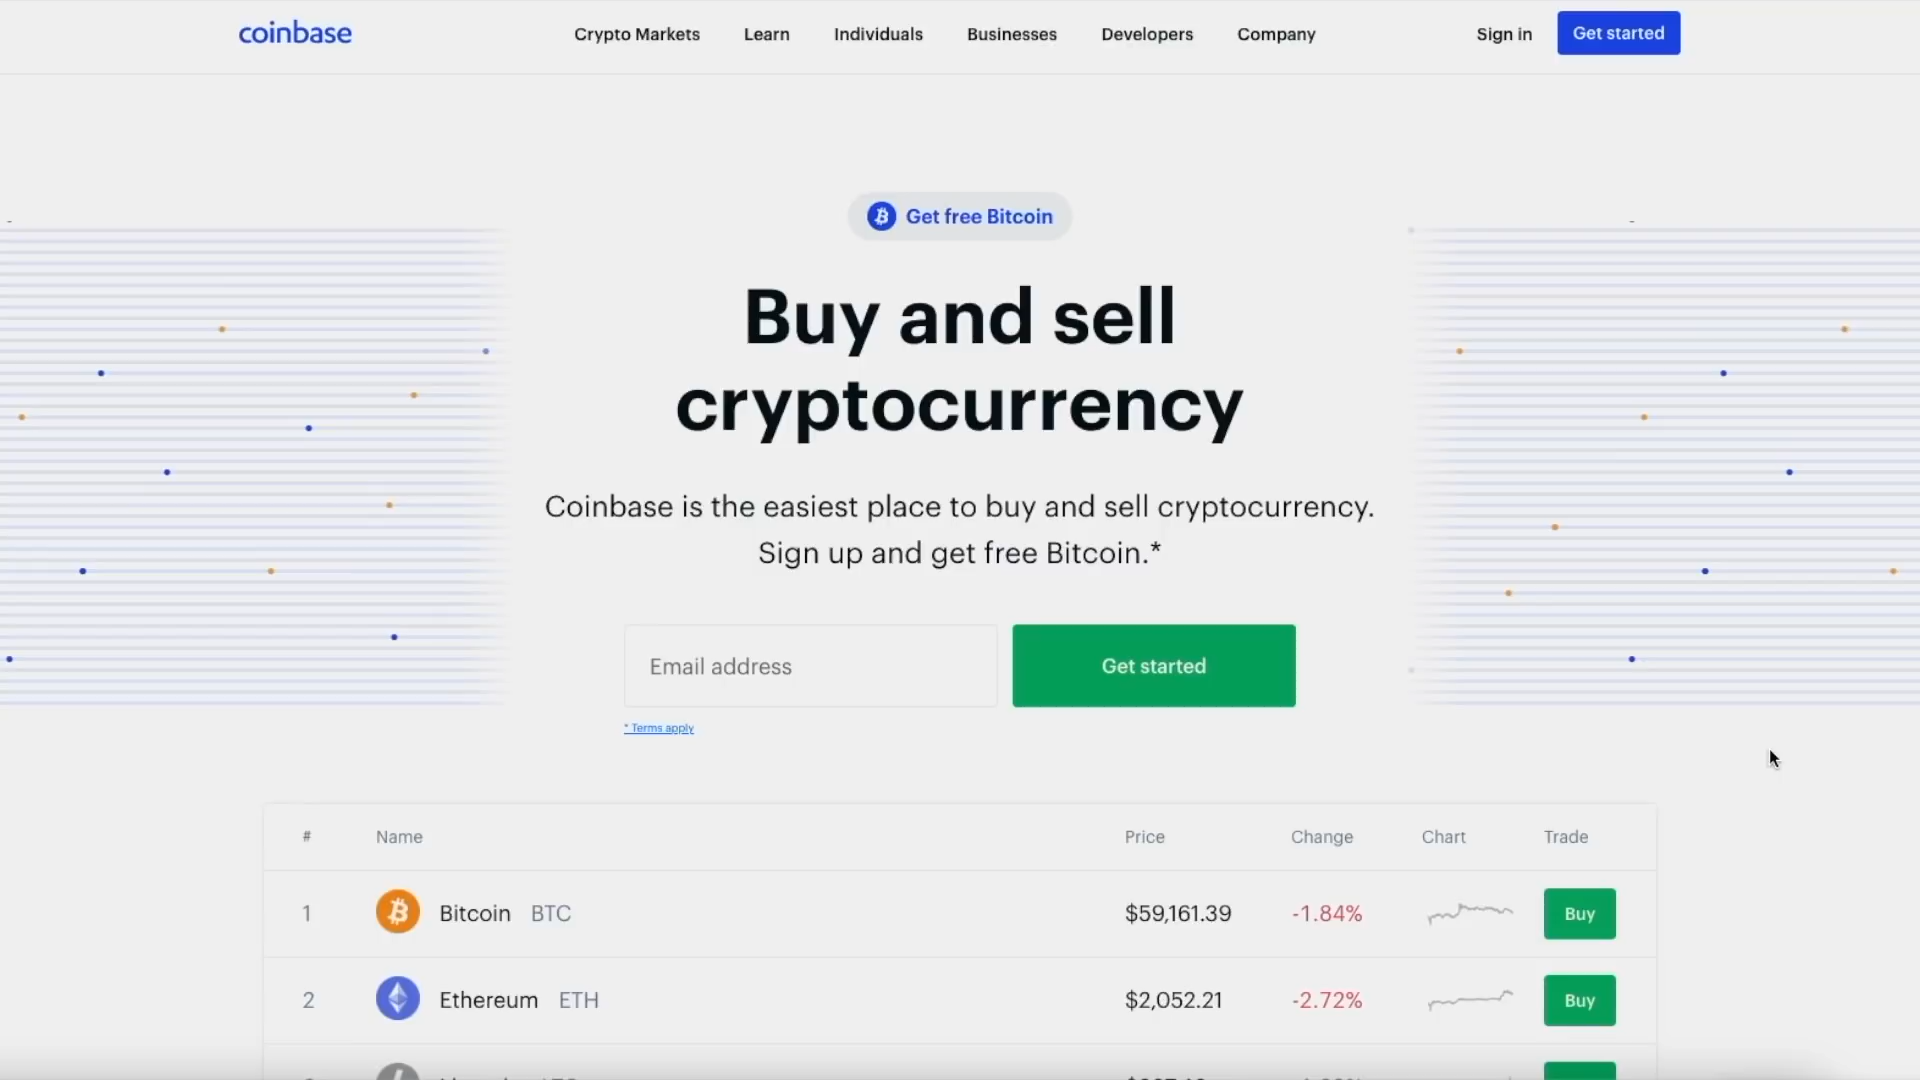 coinbase
Crypto Markets
Learn
Individuals
Businesses
Developers
Company
Sign in
Get started
Get free Bitcoin
Buy and sell
cryptocurrency
Coinbase is the easiest place to buy and sell cryptocurrency.
Sign up and get free Bitcoin.*
Email address
Get started
* Terms apply
# Name Price Change Chart Trade
1 Bitcoin BTC $59,161.39 -1.84% Buy
2 Ethereum ETH $2,052.21 -2.72% Buy